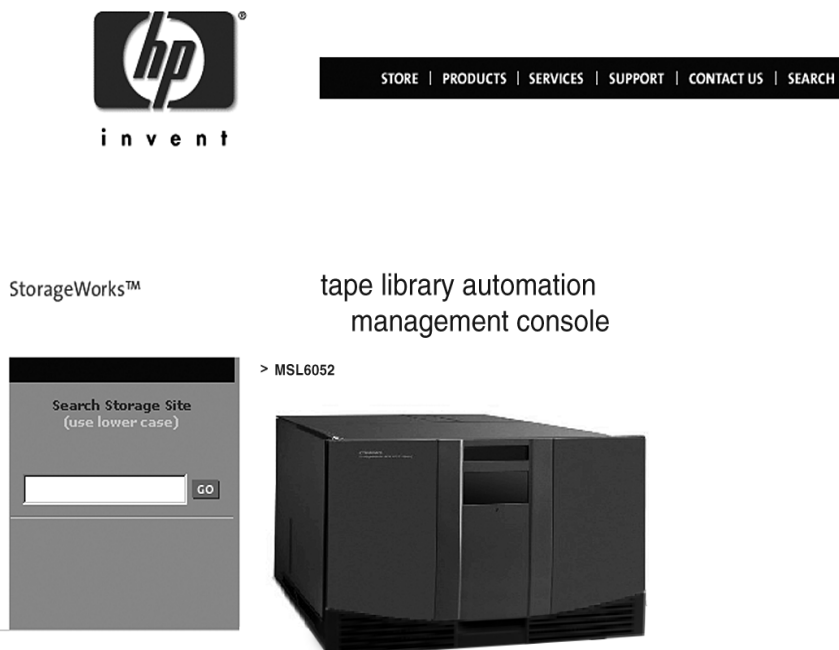 hp®
invent
STORE | PRODUCTS | SERVICES | SUPPORT | CONTACT US | SEARCH
StorageWorks™
tape library automation
management console
Search Storage Site
(use lower case)
GO
> MSL6052